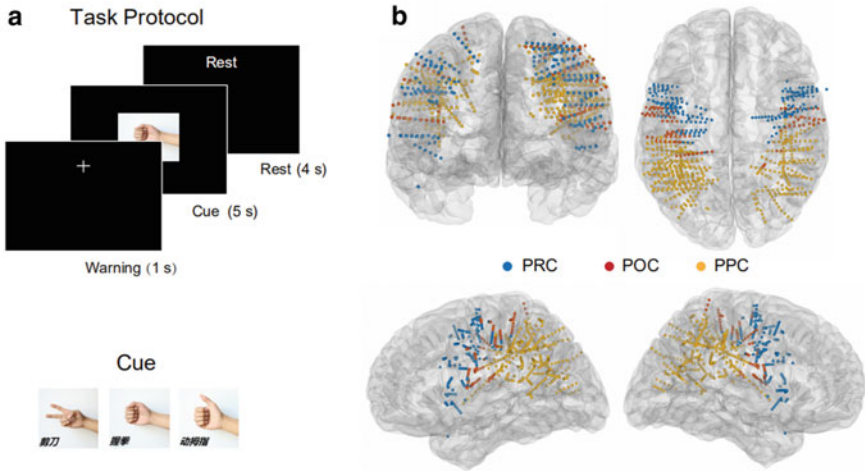 a
Task Protocol
Rest
Rest (4 s)
Cue (5 s)
Warning (1 s)
Cue
剪刀
握拳
动拇指
b
PRC
POC
PPC